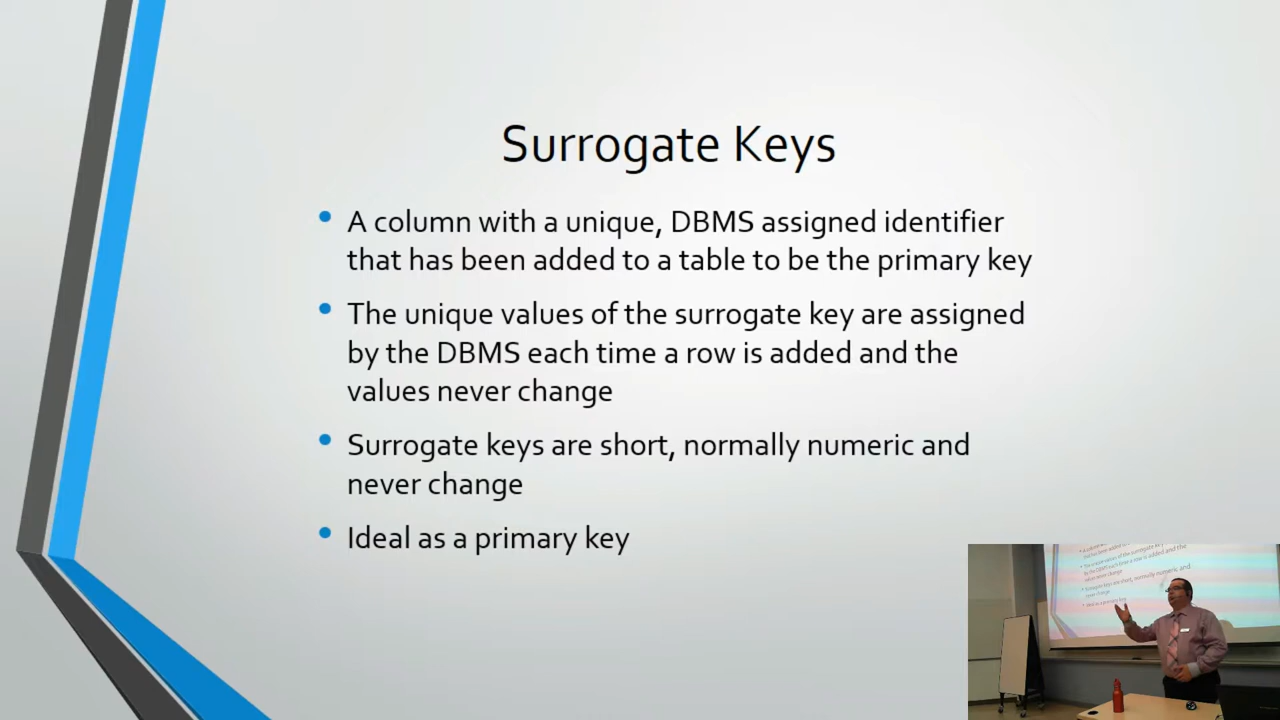 Surrogate Keys
• A column with a unique, DBMS assigned identifier
that has been added to a table to be the primary key
• The unique values of the surrogate key are assigned
by the DBMS each time a row is added and the
values never change
• Surrogate keys are short, normally numeric and
never change
• Ideal as a primary key